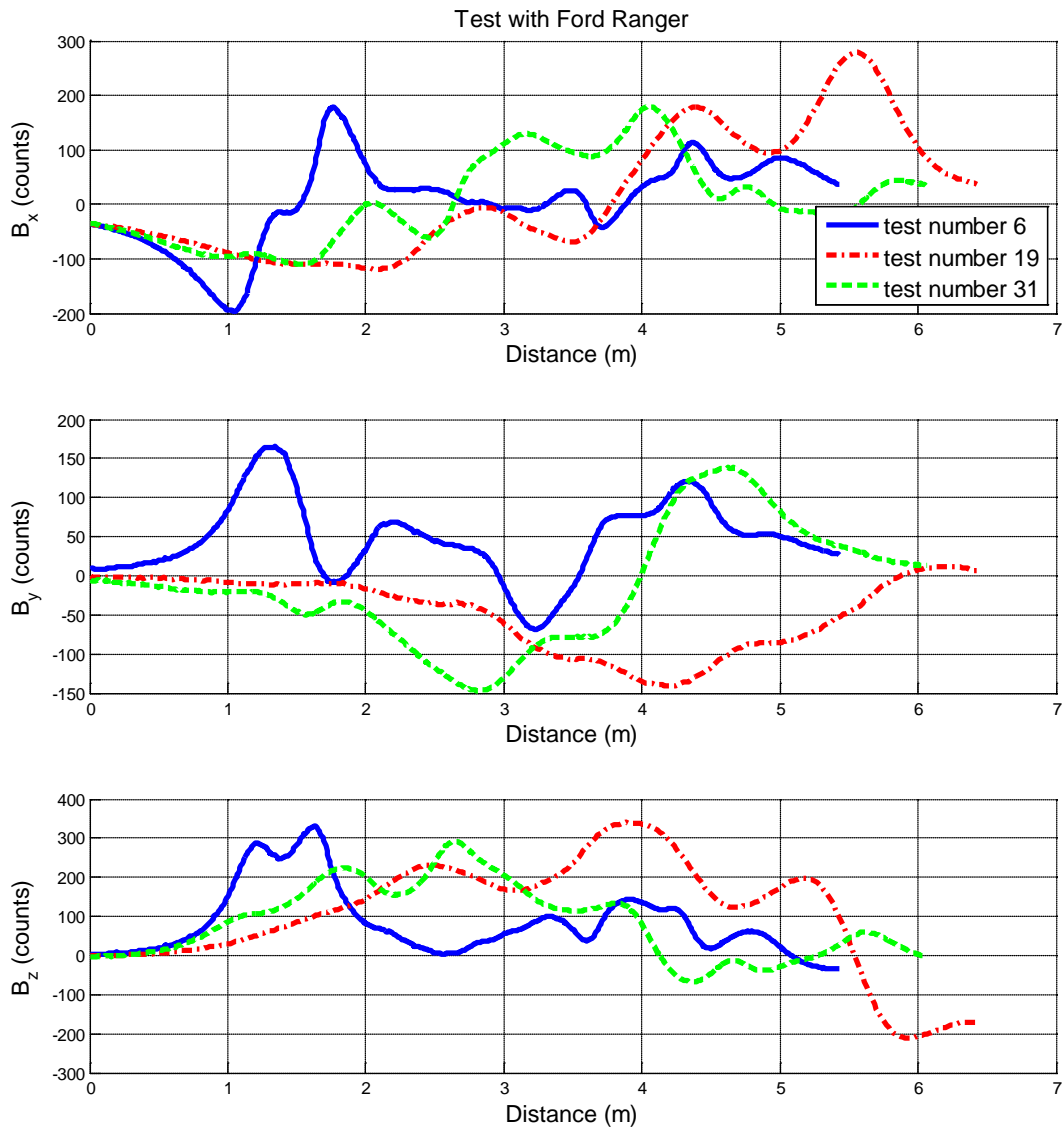 Test with Ford Ranger
300
200
100
0
-100
-200
B_x (counts)
0 1 2 3 4 5 6 7
Distance (m)
test number 6
test number 19
test number 31
200
150
100
50
0
-50
-100
-150
B_y (counts)
0 1 2 3 4 5 6 7
Distance (m)
400
300
200
100
0
-100
-200
-300
B_z (counts)
0 1 2 3 4 5 6 7
Distance (m)